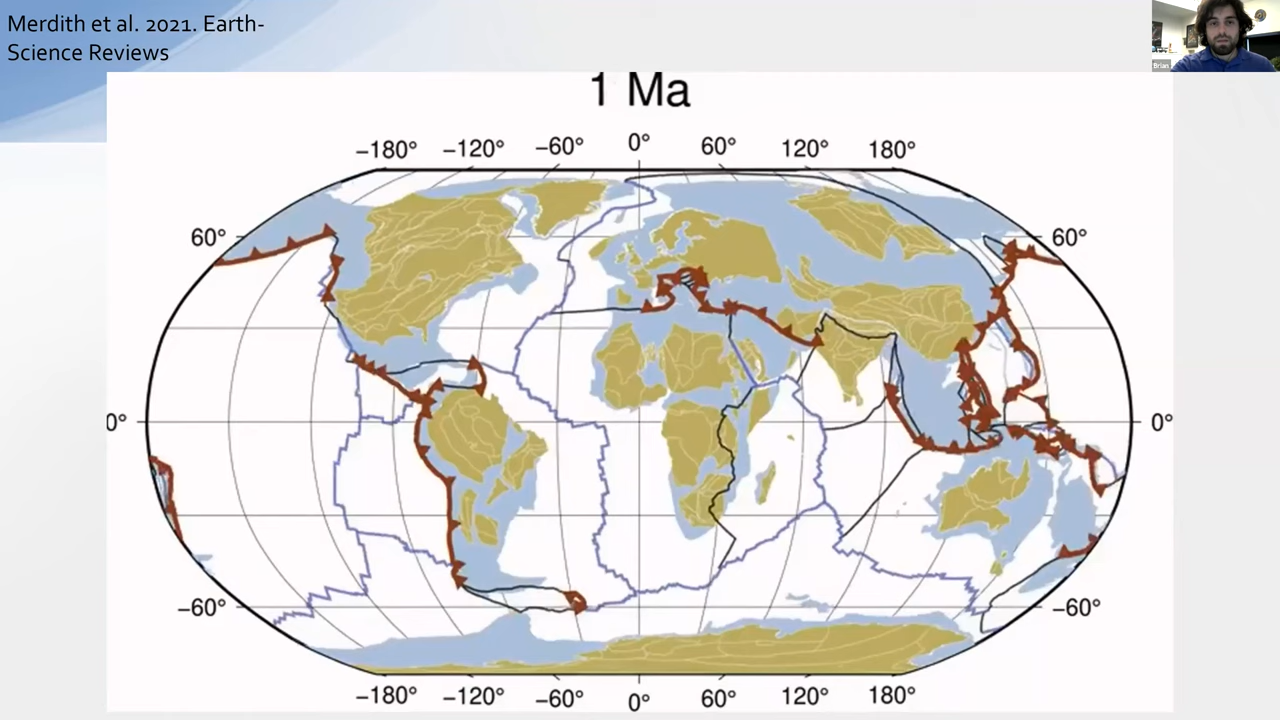 Merdith et al. 2021. Earth-
Science Reviews
Brian
1 Ma
−180° −120° −60° 0° 60° 120° 180°
60° 60°
0° 0°
−60° −60°
−180° −120° −60° 0° 60° 120° 180°